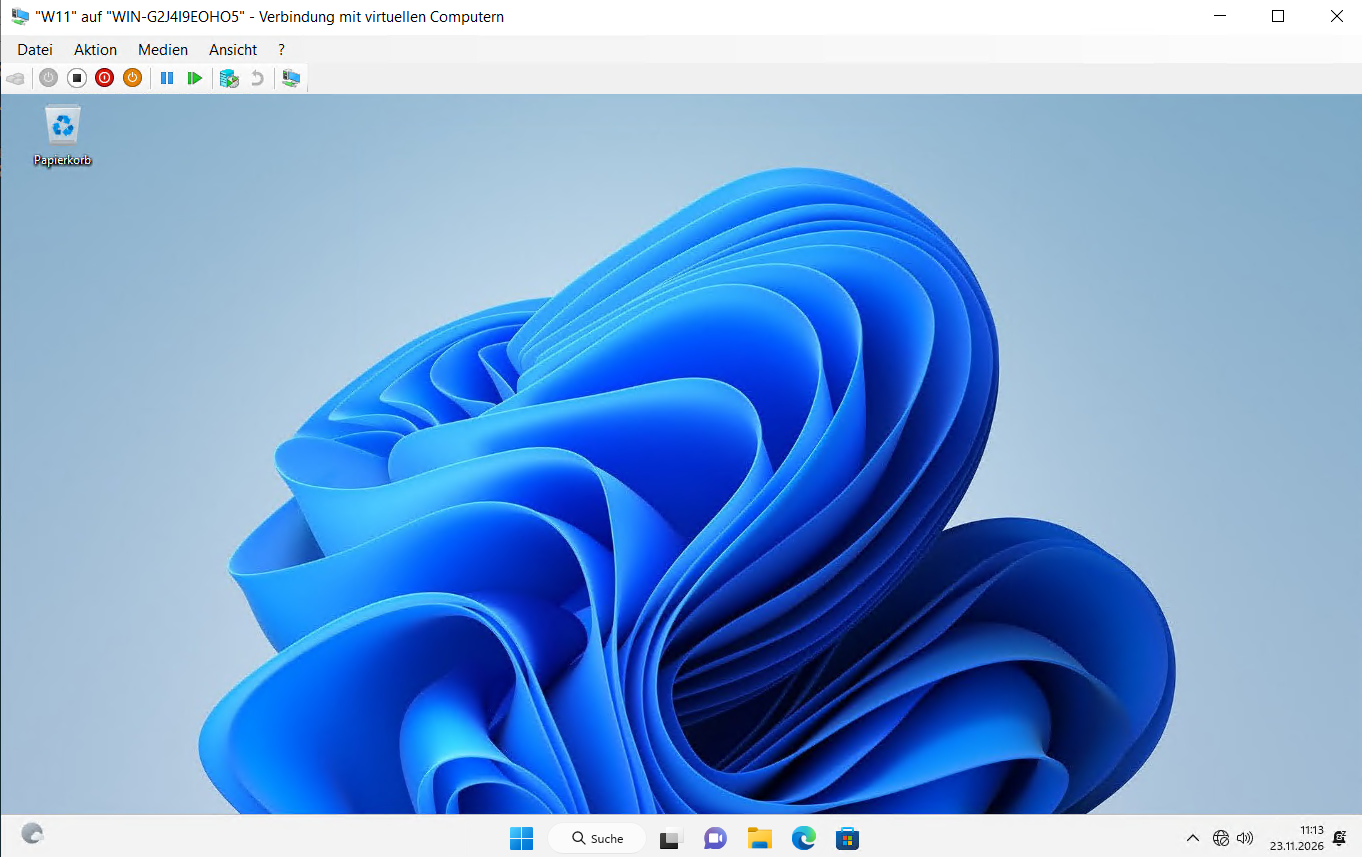 "W11" auf "WIN-G2J4I9EOHO5" - Verbindung mit virtuellen Computern
Datei Aktion Medien Ansicht ?
Papierkorb
Suche
11:13
23.11.2026